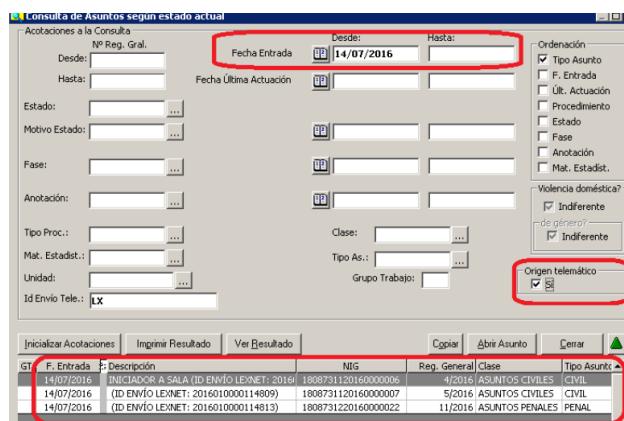 Consulta de Asuntos según estado actual
Acotaciones a la Consulta
Nº Reg. Gral.
Desde:
Hasta:
Desde:
Hasta:
Fecha Entrada
14/07/2016
Fecha Última Actuación
Estado:
Motivo Estado:
Fase:
Anotación:
Tipo Proc.:
Clase:
Mat. Estadist.:
Tipo As.:
Unidad:
Grupo Trabajo:
Id Envío Tele.: LX
Ordenación
Tipo Asunto
F. Entrada
Últ. Actuación
Procedimiento
Estado
Fase
Anotación
Mat. Estadist.
Violencia doméstica?
Indiferente
de género?
Indiferente
Origen telemático
Sí
Inicializar Acotaciones Imprimir Resultado Ver Resultado Copiar Abrir Asunto Cerrar
GT F. Entrada Descripción NIG Reg. General Clase Tipo Asunto
14/07/2016 INICIADOR A SALA (ID ENVÍO LEXNET: 20160 1808731120160000006 4/2016 ASUNTOS CIVILES CIVIL
14/07/2016 (ID ENVÍO LEXNET: 2016010000114809) 1808731120160000007 5/2016 ASUNTOS CIVILES CIVIL
14/07/2016 (ID ENVÍO LEXNET: 2016010000114813) 1808731220160000022 11/2016 ASUNTOS PENALES PENAL